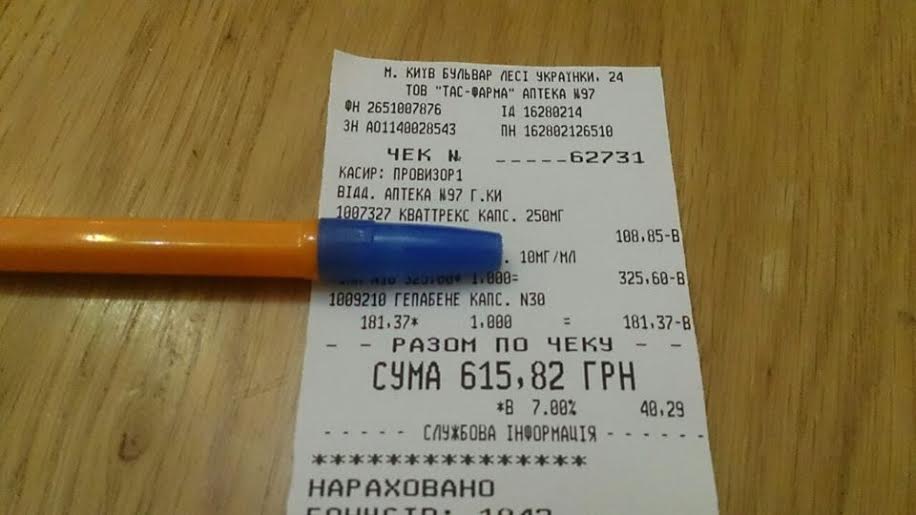 М. КИЇВ БУЛЬВАР ЛЕСІ УКРАЇНКИ, 24
ТОВ "ТАС-ФАРМА" АПТЕКА №97
ФН 2651007876 ІД 16280214
ЗН АО1140028543 ПН 162802126510
ЧЕК № _____62731
КАСИР: ПРОВИЗОР1
ВІДД. АПТЕКА №97 Г.КИ
1007327 КВАТТРЕКС КАПС. 250МГ
108,85-В
. 10МГ/МЛ
1,000= 325,60-В
1009210 ГЕПАБЕНЕ КАПС. N30
181,37* 1,000 = 181,37-В
- - РАЗОМ ПО ЧЕКУ - -
СУМА 615,82 ГРН
*В 7.00% 40,29
- - - - - СЛУЖБОВА ІНФОРМАЦІЯ - - - - - -
***************
НАРАХОВАНО